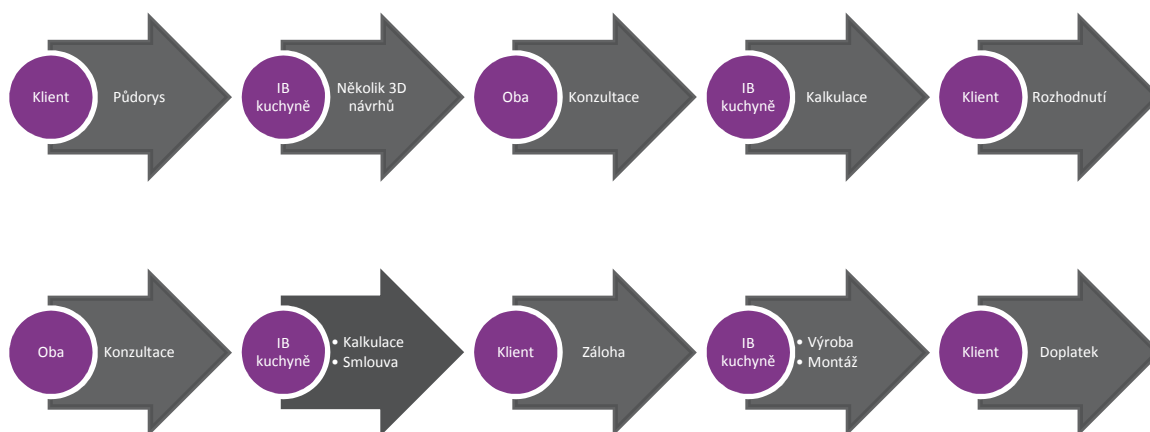 Klient
Půdorys
IB
kuchyně
Několik 3D
návrhů
Oba
Konzultace
IB
kuchyně
Kalkulace
Klient
Rozhodnutí
Oba
Konzultace
IB
kuchyně
• Kalkulace
• Smlouva
Klient
Záloha
IB
kuchyně
• Výroba
• Montáž
Klient
Doplatek